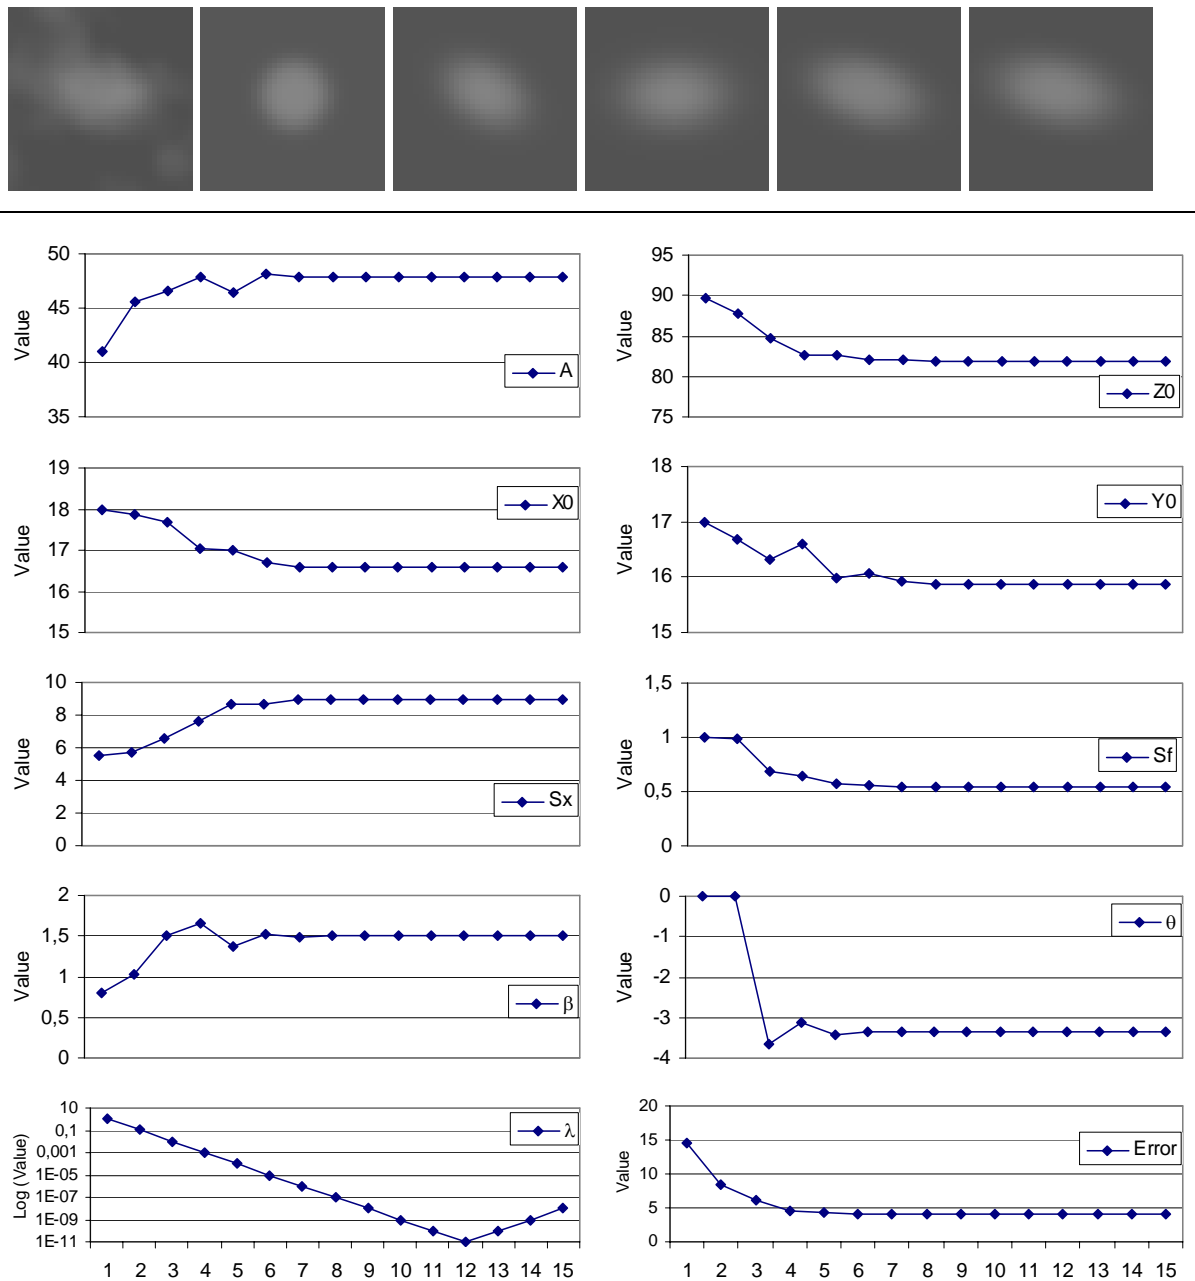 50
45
40
35
Value
A
95
90
85
80
75
Value
Z0
19
18
17
16
15
Value
X0
18
17
16
15
Value
Y0
10
8
6
4
2
0
Value
Sx
1,5
1
0,5
0
Value
Sf
2
1,5
1
0,5
0
Value
β
0
-1
-2
-3
-4
Value
θ
10
0,1
0,001
1E-05
1E-07
1E-09
1E-11
Log (Value)
λ
1 2 3 4 5 6 7 8 9 10 11 12 13 14 15
20
15
10
5
0
Value
Error
1 2 3 4 5 6 7 8 9 10 11 12 13 14 15